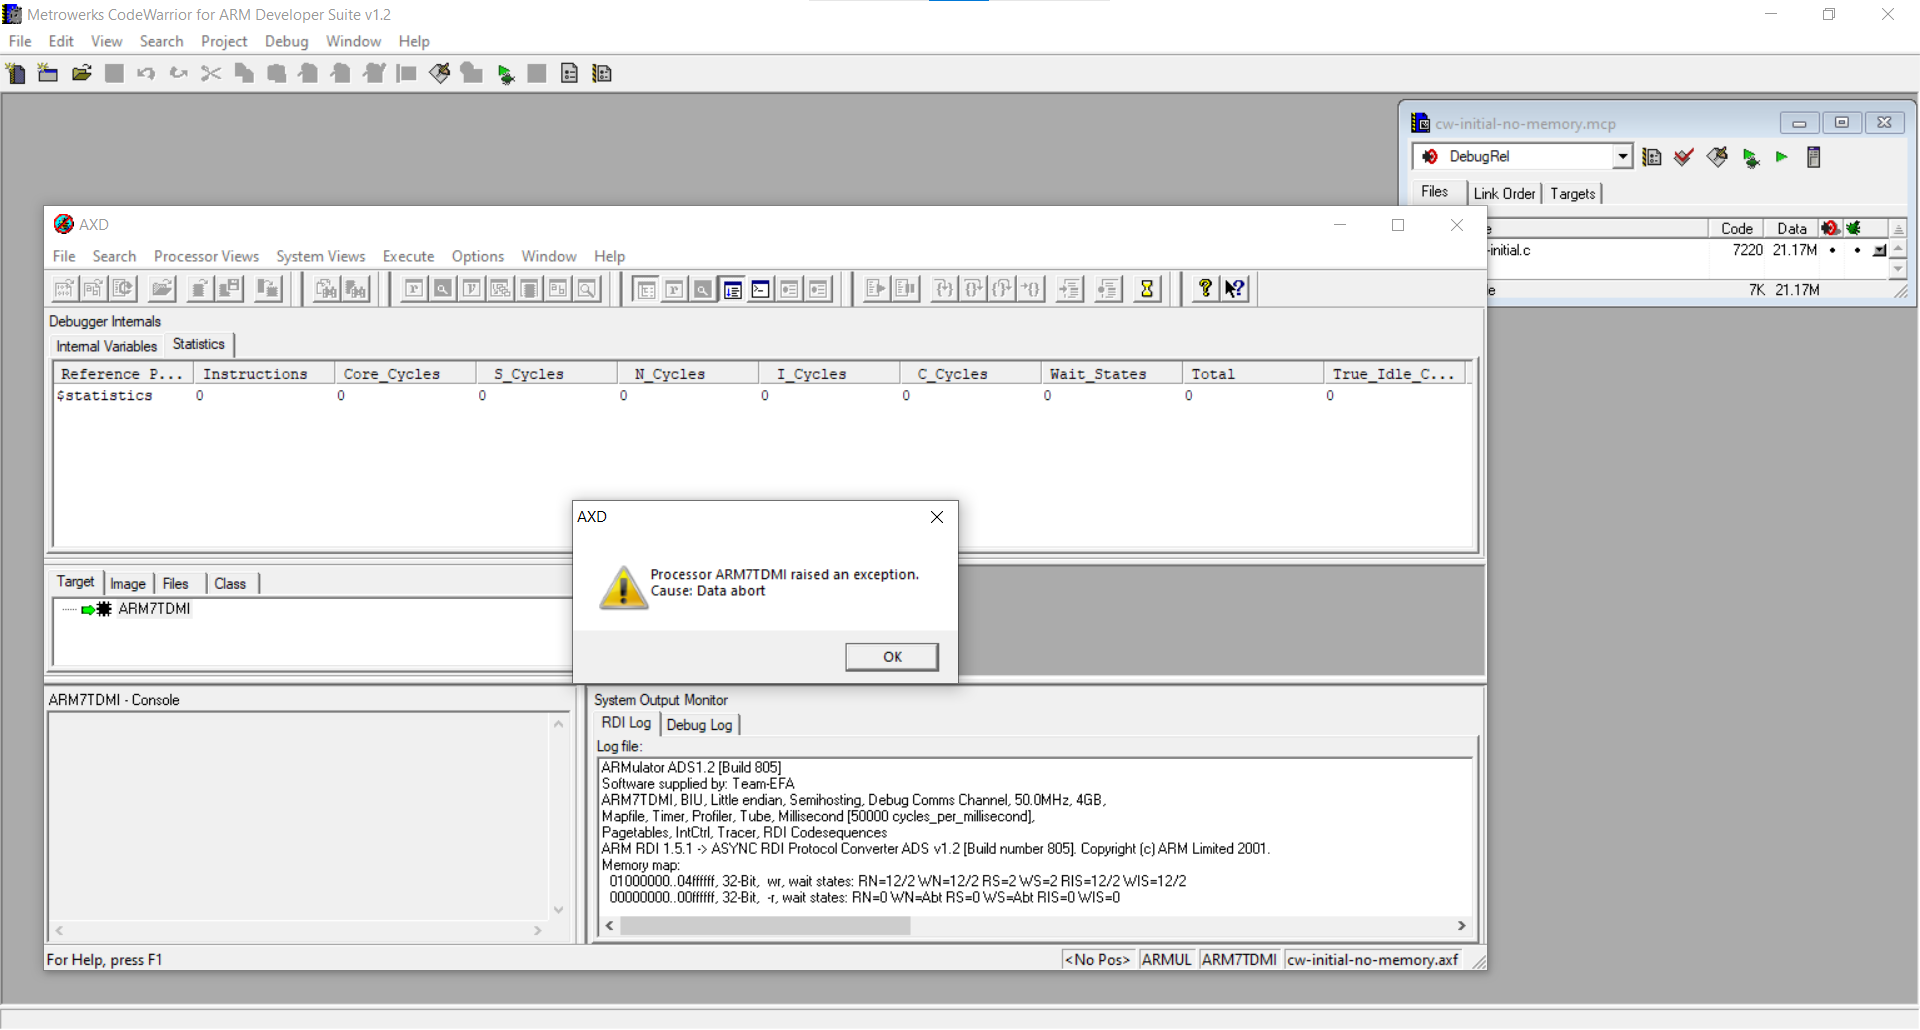 Metrowerks CodeWarrior for ARM Developer Suite v1.2
File Edit View Search Project Debug Window Help
cw-initial-no-memory.mcp
DebugRel
Files Link Order Targets
e Code Data
-initial.c 7220 21.17M
e 7K 21.17M
AXD
File Search Processor Views System Views Execute Options Window Help
Debugger Internals
Internal Variables Statistics
Reference P... Instructions Core_Cycles S_Cycles N_Cycles I_Cycles C_Cycles Wait_States Total True_Idle_C...
$statistics 0 0 0 0 0 0 0 0 0
AXD
Processor ARM7TDMI raised an exception.
Cause: Data abort
OK
Target Image Files Class
ARM7TDMI
ARM7TDMI - Console
System Output Monitor
RDI Log Debug Log
Log file:
ARMulator ADS1.2 [Build 805]
Software supplied by: Team-EFA
ARM7TDMI, BIU, Little endian, Semihosting, Debug Comms Channel, 50.0MHz, 4GB,
Mapfile, Timer, Profiler, Tube, Millisecond [50000 cycles_per_millisecond],
Pagetables, IntCtrl, Tracer, RDI Codesequences
ARM RDI 1.5.1 -> ASYNC RDI Protocol Converter ADS v1.2 [Build number 805]. Copyright (c) ARM Limited 2001.
Memory map:
01000000..04ffffff, 32-Bit, wr, wait states: RN=12/2 WN=12/2 RS=2 WS=2 RIS=12/2 WIS=12/2
00000000..00ffffff, 32-Bit, -r, wait states: RN=0 WN=Abt RS=0 WS=Abt RIS=0 WIS=0
For Help, press F1
<No Pos> ARMUL ARM7TDMI cw-initial-no-memory.axf